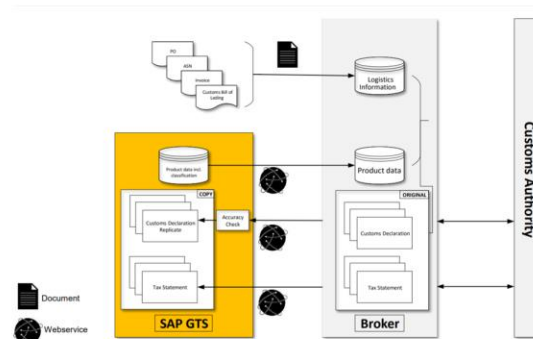 PO
ASN
Invoice
Customs Bill of
Lading
Logistics
Information
Product data incl.
classification
Product data
COPY
ORIGINAL
Customs Declaration
Replicate
Accuracy
Check
Customs Declaration
Tax Statement
Tax Statement
Document
Webservice
SAP GTS
Broker
Customs Authority